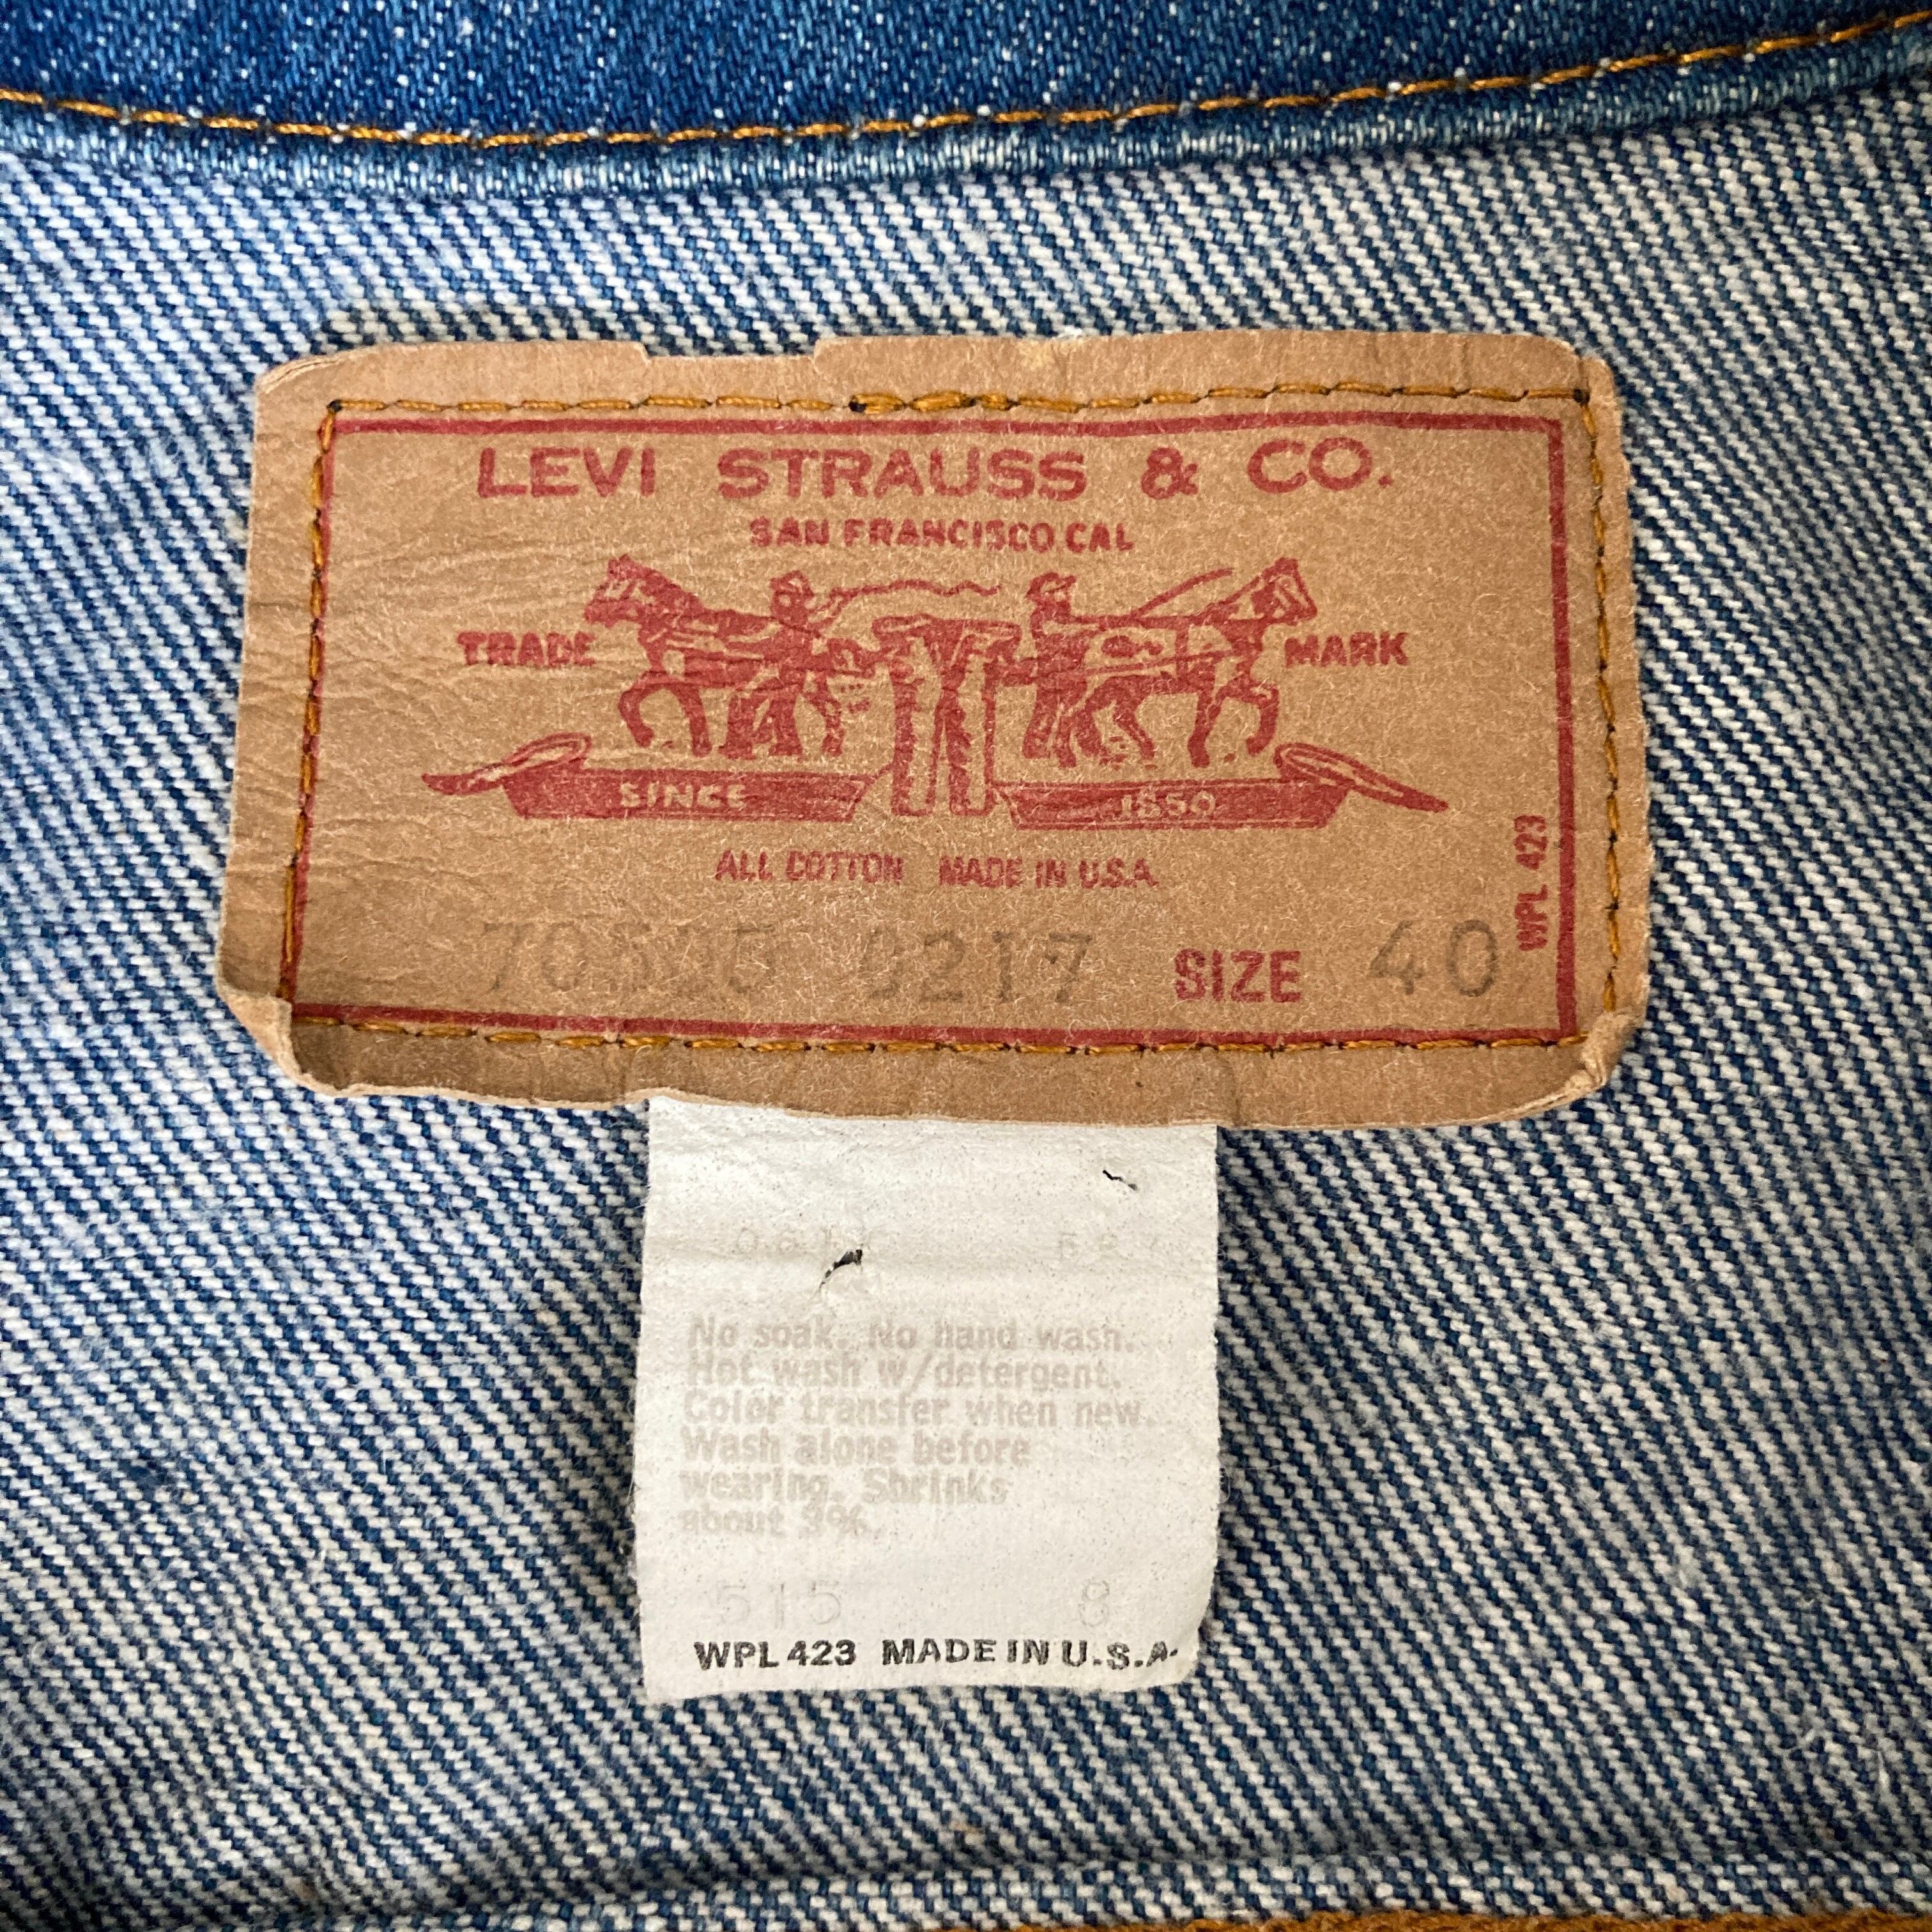 LEVI STRAUSS & CO.
SAN FRANCISCO CAL
TRADE MARK
SINCE 1850
ALL COTTON MADE IN U.S.A.
WPL 423
70505 0217 SIZE 40
No soak. No hand wash.
Hot wash w/detergent.
Color transfer when new.
Wash alone before
wearing. Shrinks
about 3%.
515 8
WPL 423 MADE IN U.S.A.